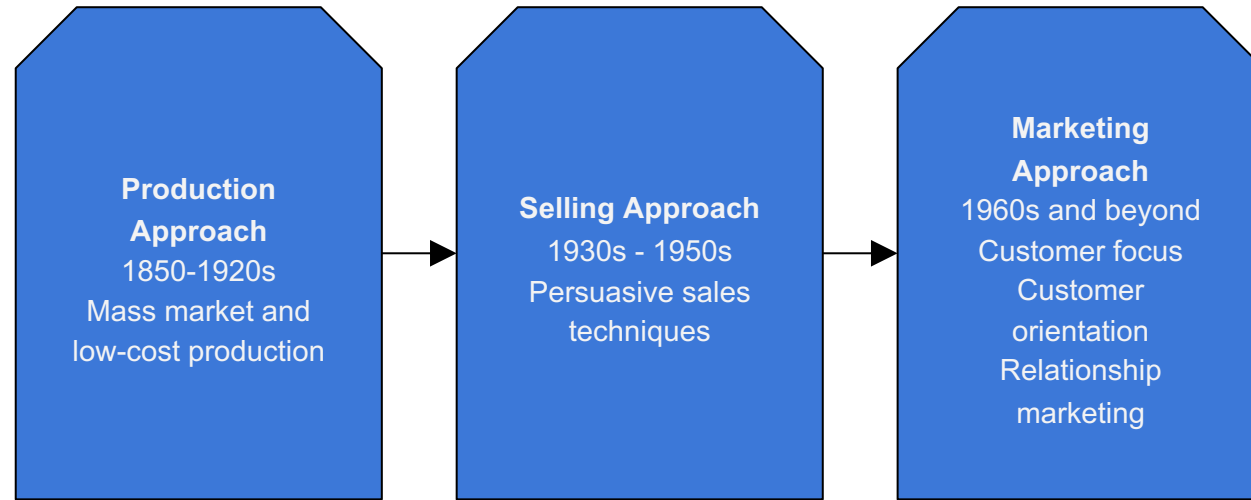 Production
Approach
1850-1920s
Mass market and
low-cost production
Selling Approach
1930s - 1950s
Persuasive sales
techniques
Marketing
Approach
1960s and beyond
Customer focus
Customer
orientation
Relationship
marketing